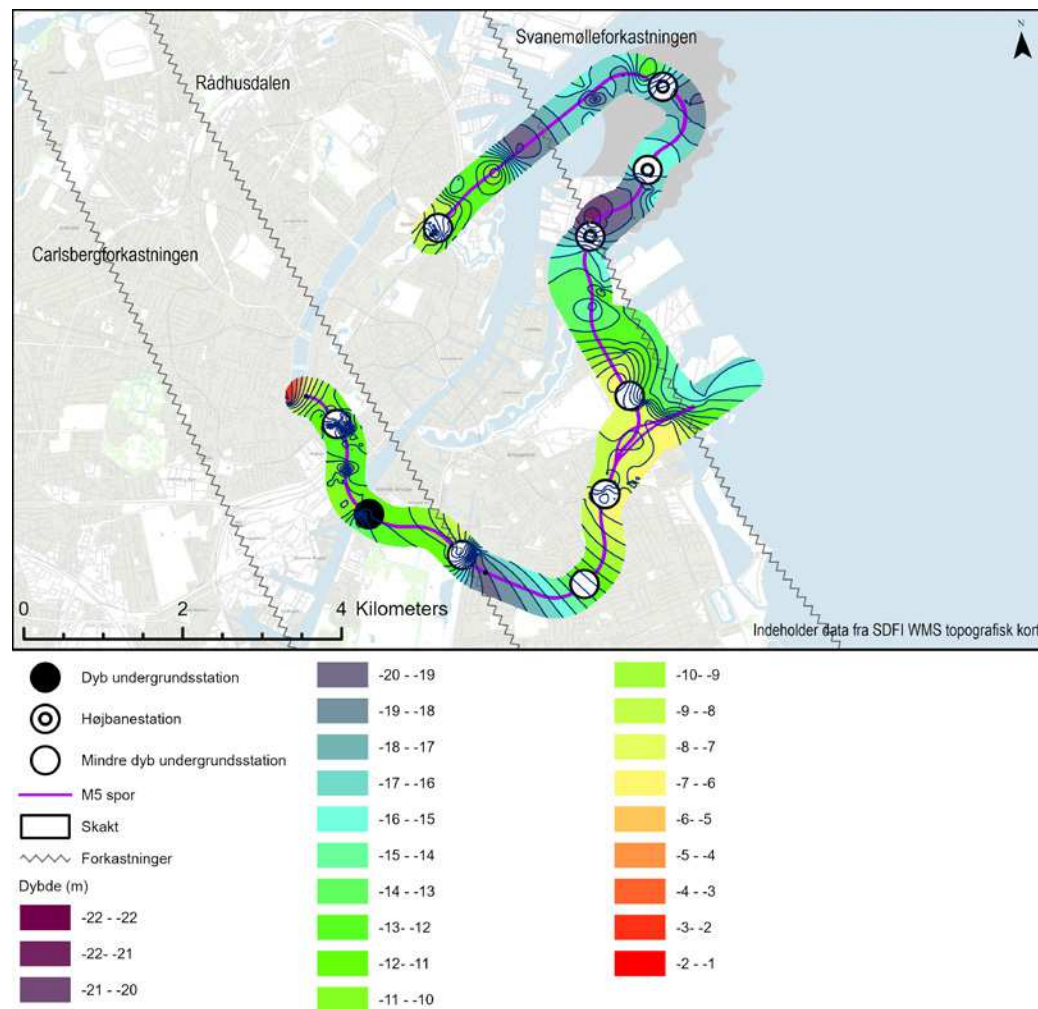 N
Svanemølleforkastningen
Rådhusdalen
Carlsbergforkastningen
0 2 4 Kilometers
Indeholder data fra SDFI WMS topografisk kort
Dyb undergrundsstation
Højbanestation
Mindre dyb undergrundsstation
M5 spor
Skakt
Forkastninger
Dybde (m)
-22 - -22
-22- -21
-21 - -20
-20 - -19
-19 - -18
-18 - -17
-17 - -16
-16 - -15
-15 - -14
-14 - -13
-13- -12
-12- -11
-11 - -10
-10- -9
-9 - -8
-8 - -7
-7 - -6
-6- -5
-5 - -4
-4 - -3
-3- -2
-2 - -1